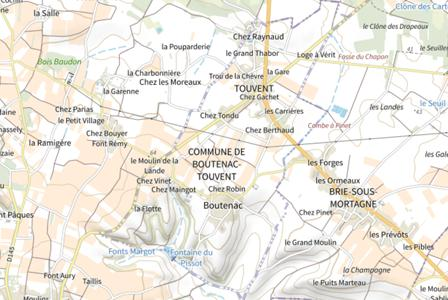 Clône des Cart
la Salle
le Clône des Drapeaux
Chez Raynaud
la Pouparderie
le Grand Thabor
Loge à Vérit
Fosse du Chapon
Bois Baudon
la Charbonnière
Trou de la Chèvre
la Gare
Chez les Moreaux
la Garenne
TOUVENT
Chez Gachet
le Seuil
les Landes
Chez Parias
les Carrières
le Petit Village
Chez Tondu
Combe à Pinet
Chez Bouyer
Chez Berthaud
la Ramigère
Font Rémy
64
COMMUNE DE
BOUTENAC-
TOUVENT
le Moulin de la
Lande
les Forges
Chez Vinet
les Ormeaux
Chez Maingot
Chez Robin
BRIE-SOUS-
MORTAGNE
la Flotte
Boutenac
Chez Pinet
nt Pâques
les Prévôts
le Grand Moulin
les Pibles
D145
Fonts Margot
Fontaine du
Pissot
la Champagne
Font Aury
Taillis
le Puits Marteau
Moulins